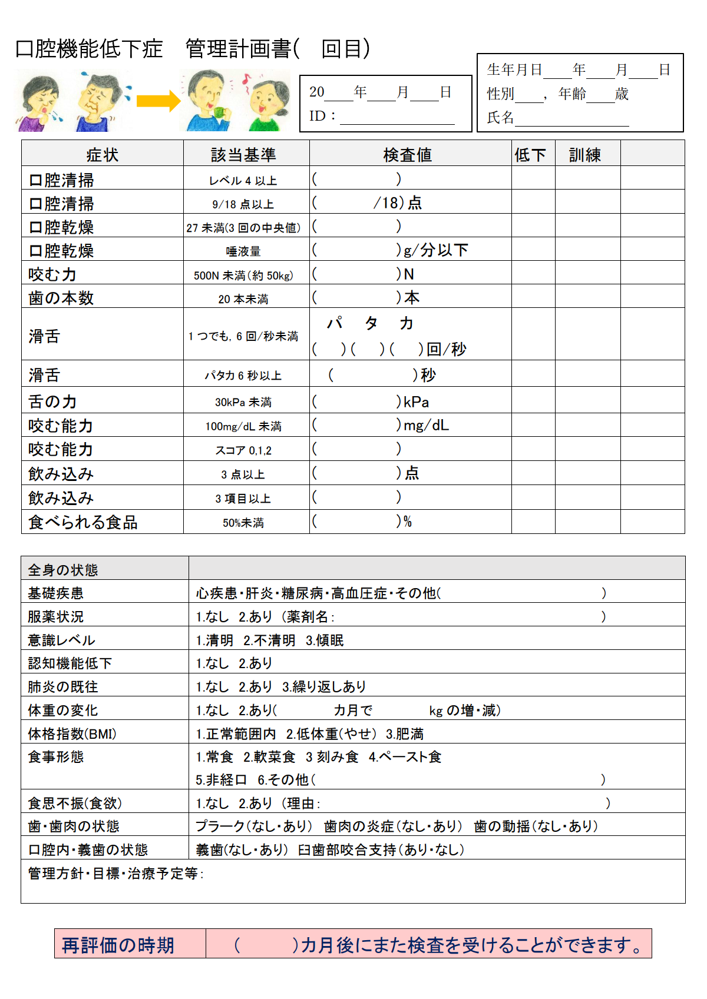 口腔機能低下症　管理計画書(　回目)
20____年____月____日
ID：________________
生年月日____年____月____日
性別____，年齢____歳
氏名________________
症状　該当基準　検査値　低下　訓練
口腔清掃　レベル 4 以上　(　　　)
口腔清掃　9/18 点以上　(　　　/18)点
口腔乾燥　27 未満(3 回の中央値)　(　　　)
口腔乾燥　唾液量　(　　　)g/分以下
咬む力　500N 未満(約 50kg)　(　　　)N
歯の本数　20 本未満　(　　　)本
滑舌　1 つでも，6 回/秒未満　パ　タ　カ
(　)(　)(　)回/秒
滑舌　パタカ 6 秒以上　(　　　)秒
舌の力　30kPa 未満　(　　　)kPa
咬む能力　100mg/dL 未満　(　　　)mg/dL
咬む能力　スコア 0,1,2　(　　　)
飲み込み　3 点以上　(　　　)点
飲み込み　3 項目以上　(　　　)
食べられる食品　50%未満　(　　　)%
全身の状態
基礎疾患　心疾患・肝炎・糖尿病・高血圧症・その他(　　　)
服薬状況　1.なし　2.あり　(薬剤名：　　　)
意識レベル　1.清明　2.不清明　3.傾眠
認知機能低下　1.なし　2.あり
肺炎の既往　1.なし　2.あり　3.繰り返しあり
体重の変化　1.なし　2.あり(　　　カ月で　　　kg の増・減)
体格指数(BMI)　1.正常範囲内　2.低体重(やせ)　3.肥満
食事形態　1.常食　2.軟菜食　3 刻み食　4.ペースト食
5.非経口　6.その他(　　　)
食思不振(食欲)　1.なし　2.あり　(理由：　　　)
歯・歯肉の状態　プラーク(なし・あり)　歯肉の炎症(なし・あり)　歯の動揺(なし・あり)
口腔内・義歯の状態　義歯(なし・あり)　臼歯部咬合支持(あり・なし)
管理方針・目標・治療予定等：
再評価の時期　(　　　)カ月後にまた検査を受けることができます。